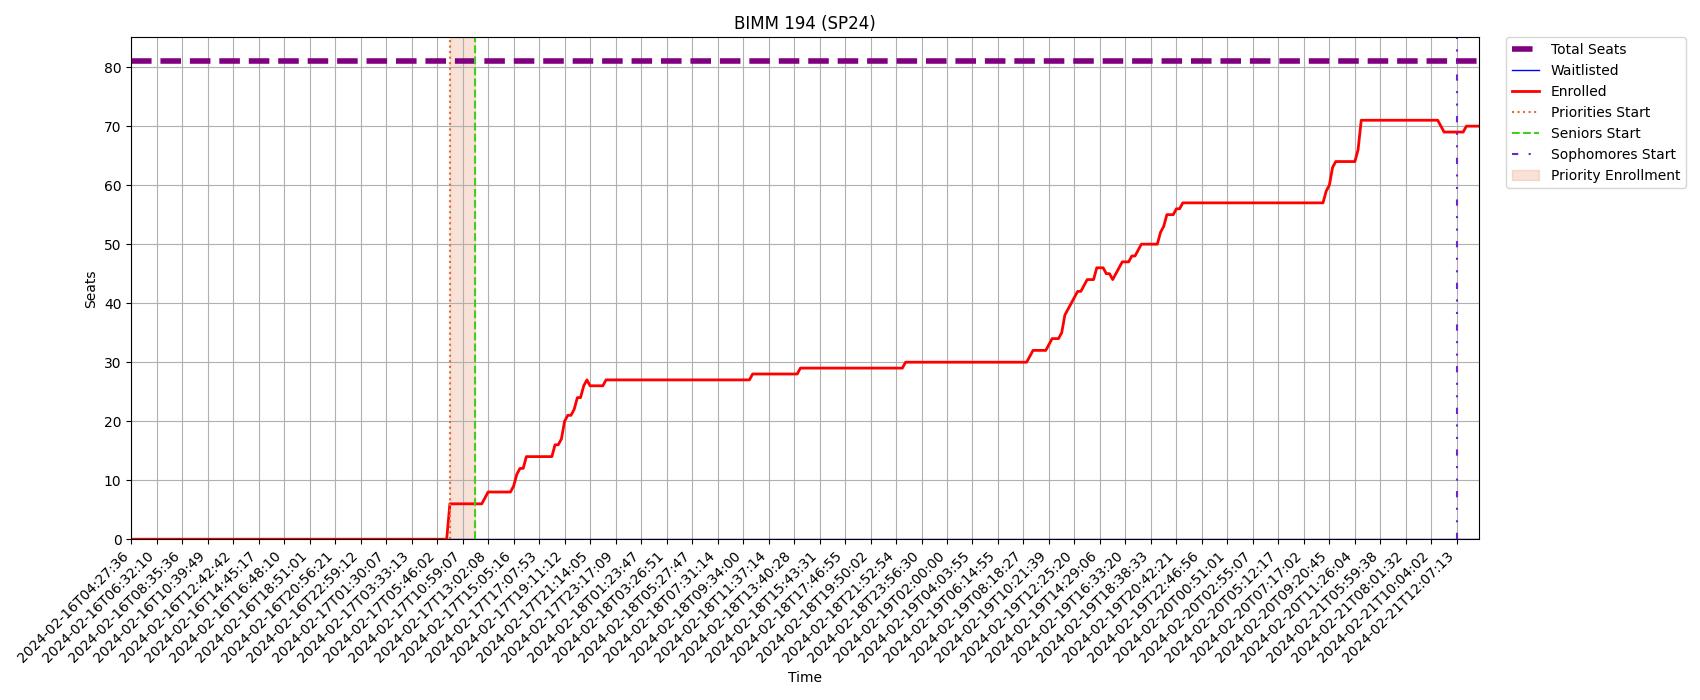 BIMM 194 (SP24)
Total Seats
Waitlisted
Enrolled
Priorities Start
Seniors Start
Sophomores Start
Priority Enrollment
Seats
80
70
60
50
40
30
20
10
0
2024-02-16T04:27:36
2024-02-16T06:32:10
2024-02-16T08:35:36
2024-02-16T10:39:49
2024-02-16T12:42:42
2024-02-16T14:45:17
2024-02-16T16:48:10
2024-02-16T18:51:01
2024-02-16T20:56:21
2024-02-16T22:59:12
2024-02-17T01:30:07
2024-02-17T03:33:13
2024-02-17T05:46:02
2024-02-17T10:59:07
2024-02-17T13:02:08
2024-02-17T15:05:16
2024-02-17T17:07:53
2024-02-17T19:11:12
2024-02-17T21:14:05
2024-02-17T23:17:09
2024-02-18T01:23:47
2024-02-18T03:26:51
2024-02-18T05:27:47
2024-02-18T07:31:14
2024-02-18T09:34:00
2024-02-18T11:37:14
2024-02-18T13:40:28
2024-02-18T15:43:31
2024-02-18T17:46:55
2024-02-18T19:50:02
2024-02-18T21:52:54
2024-02-18T23:56:30
2024-02-19T02:00:00
2024-02-19T04:03:55
2024-02-19T06:14:55
2024-02-19T08:18:27
2024-02-19T10:21:39
2024-02-19T12:25:20
2024-02-19T14:29:06
2024-02-19T16:33:20
2024-02-19T18:38:33
2024-02-19T20:42:21
2024-02-19T22:46:56
2024-02-20T00:51:01
2024-02-20T02:55:07
2024-02-20T05:12:17
2024-02-20T07:17:02
2024-02-20T09:20:45
2024-02-20T11:26:04
2024-02-21T05:59:38
2024-02-21T08:01:32
2024-02-21T10:04:02
2024-02-21T12:07:13
Time